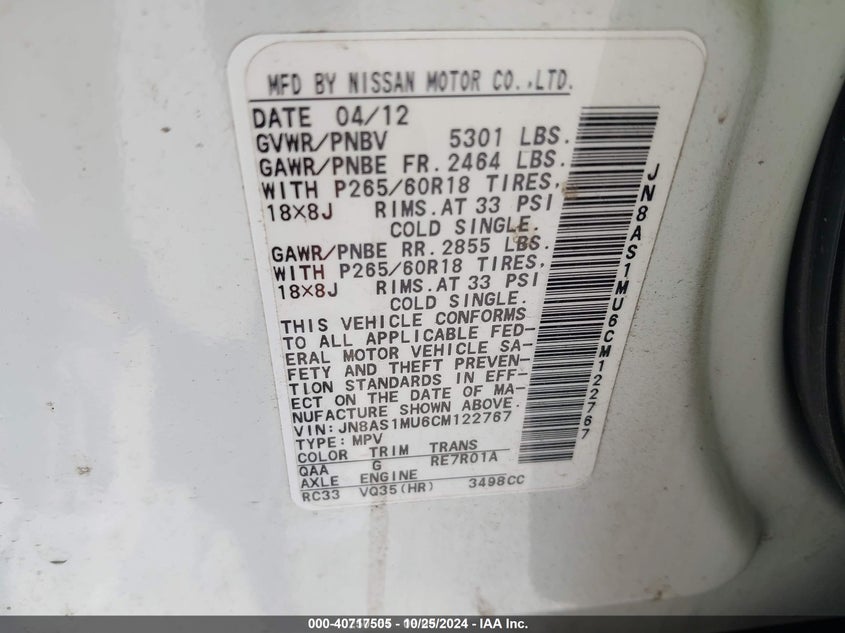 MFD BY NISSAN MOTOR CO.,LTD.
DATE 04/12
GVWR/PNBV 5301 LBS.
GAWR/PNBE FR. 2464 LBS.
WITH P265/60R18 TIRES,
18X8J RIMS.AT 33 PSI
COLD SINGLE.
GAWR/PNBE RR. 2855 LBS.
WITH P265/60R18 TIRES,
18X8J RIMS.AT 33 PSI
COLD SINGLE.
THIS VEHICLE CONFORMS
TO ALL APPLICABLE FED-
ERAL MOTOR VEHICLE SA-
FETY AND THEFT PREVEN-
TION STANDARDS IN EFF-
ECT ON THE DATE OF MA-
NUFACTURE SHOWN ABOVE.
VIN: JN8AS1MU6CM122767
TYPE: MPV
COLOR TRIM TRANS
QAA G RE7R01A
AXLE ENGINE
RC33 VQ35(HR) 3498CC
JN8AS1MU6CM122767
000-40717505 - 10/25/2024 - IAA Inc.